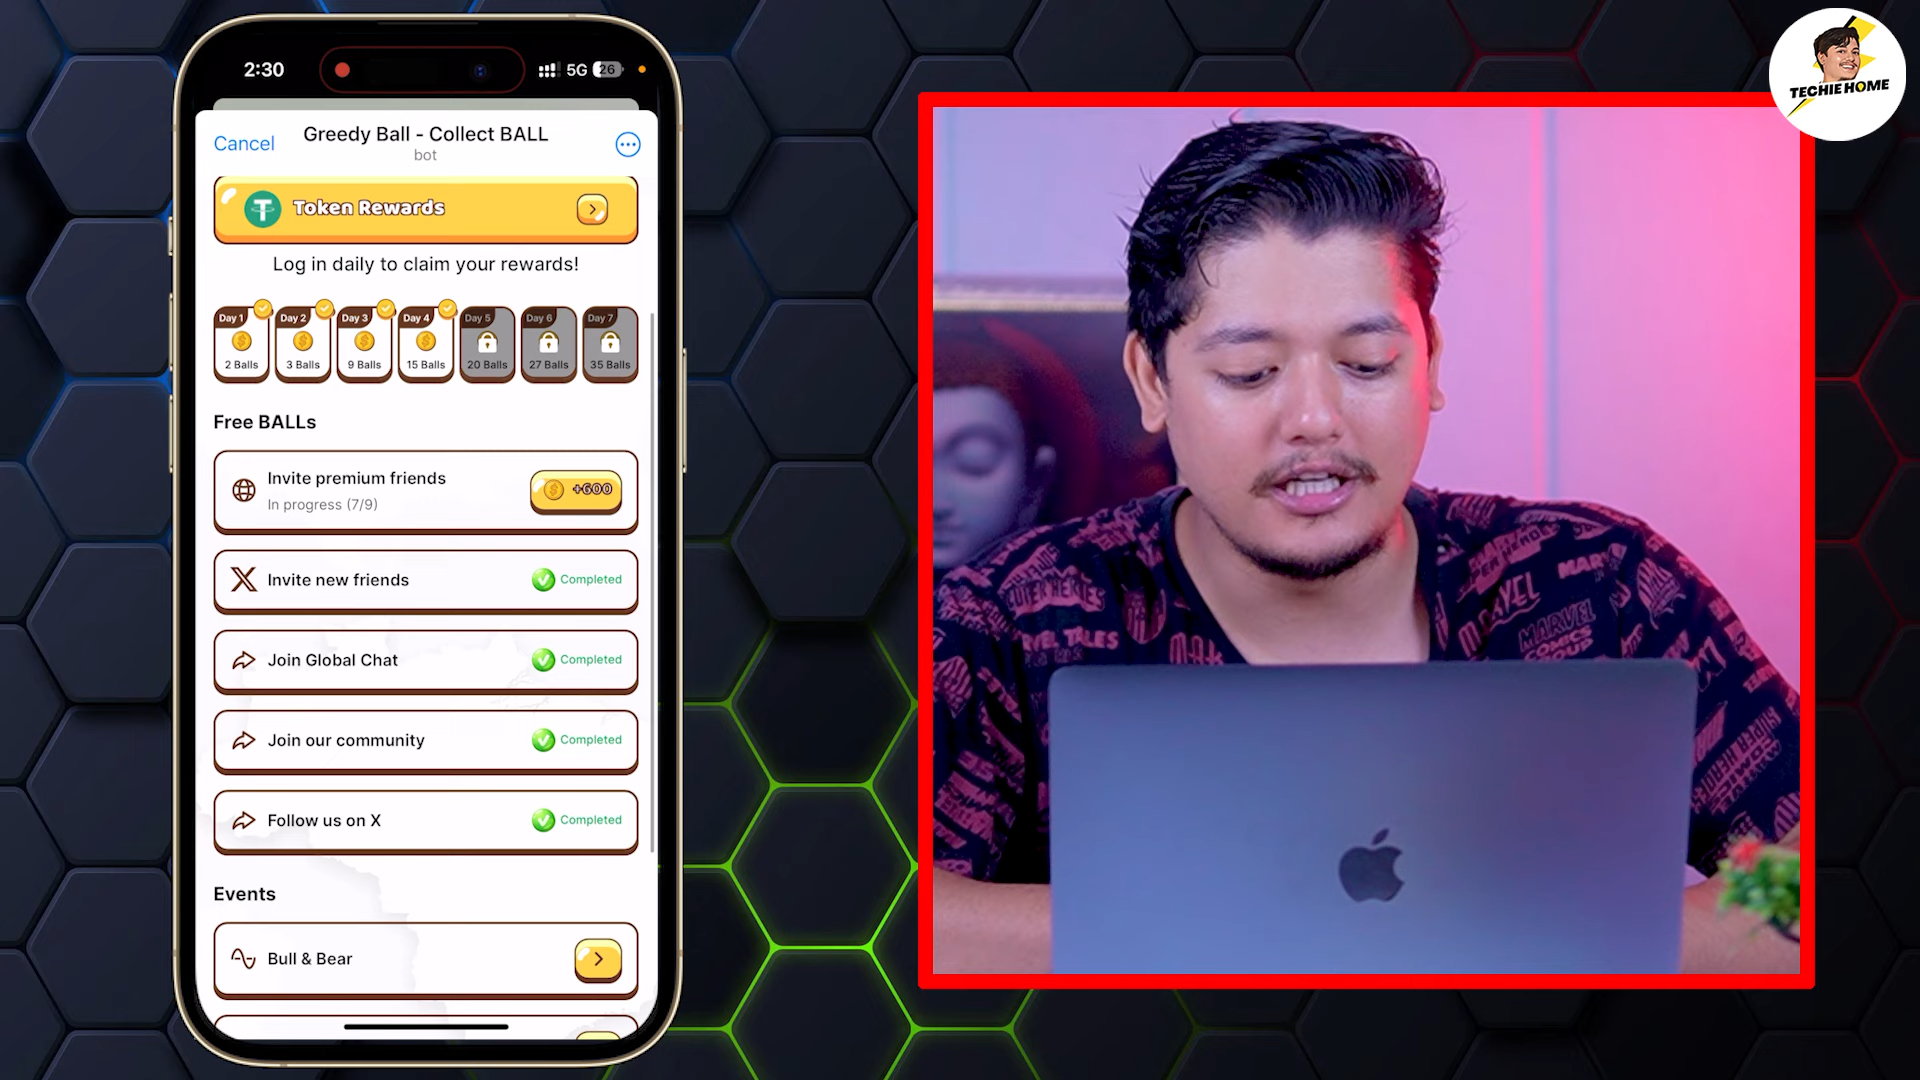 2:30
5G 26
TECHIE HOME
Cancel
Greedy Ball - Collect BALL
bot
Token Rewards
Log in daily to claim your rewards!
Day 1 Day 2 Day 3 Day 4 Day 5 Day 6 Day 7
2 Balls 3 Balls 9 Balls 15 Balls 20 Balls 27 Balls 35 Balls
Free BALLs
Invite premium friends
+600
In progress (7/9)
Invite new friends
Completed
Join Global Chat
Completed
Join our community
Completed
Follow us on X
Completed
Events
Bull & Bear
MARVEL
MARVEL
COMICS
GROUP